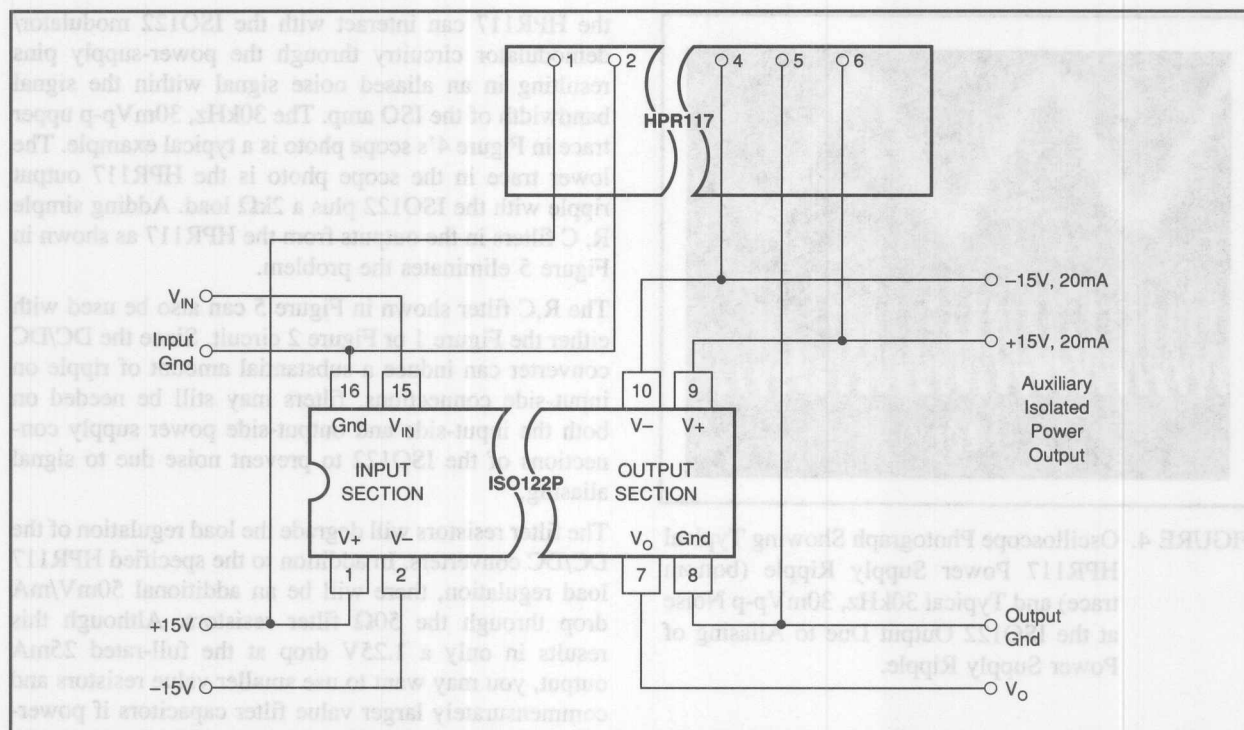 the HPR117 can interact with the ISO122 modulator/
demodulator circuitry through the power-supply plus
resulting in an aliased noise signal within the signal
bandwidth of the ISO amp. The 30kHz, 30mVp-p upper
trace in Figure 4's scope photo is a typical example. The
lower trace in the scope photo is the HPR117 output
ripple with the ISO122 plus a 2kΩ load. Adding simple
R, C filters in the outputs from the HPR117 as shown in
Figure 5 eliminates the problem.
The R,C filter shown in Figure 5 can also be used with
either the Figure 1 or Figure 2 circuit. Since the DC/DC
converter can induce a substantial amount of ripple on
input-side connections, filters may still be needed on
both the input-side and output-side power supply con-
nections of the ISO122 to prevent noise due to signal
aliasing.
The filter resistors will degrade the load regulation of the
DC/DC converters. In addition to the specified HPR117
load regulation, there will be an additional 50mV/mA
drop through the 50Ω filter resistors. Although this
results in only a 1.25V drop at the full-rated 25mA
output, you may want to use smaller value resistors and
commensurately larger value filter capacitors if power-
FIGURE 4. Oscilloscope Photograph Showing Typical
HPR117 Power Supply Ripple (bottom
trace) and Typical 30kHz, 30mVp-p Noise
at the ISO122 Output Due to Aliasing of
Power Supply Ripple.
1 2 4 5 6
HPR117
VIN
Input
Gnd
–15V, 20mA
+15V, 20mA
Auxiliary
Isolated
Power
Output
16 15 10 9
Gnd VIN V– V+
INPUT
SECTION
ISO122P
OUTPUT
SECTION
V+ V– VO Gnd
1 2 7 8
+15V
–15V
Output
Gnd
VO